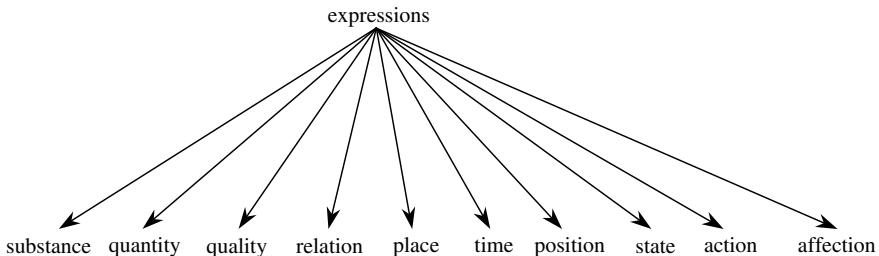 expressions
substance quantity quality relation place time position state action affection